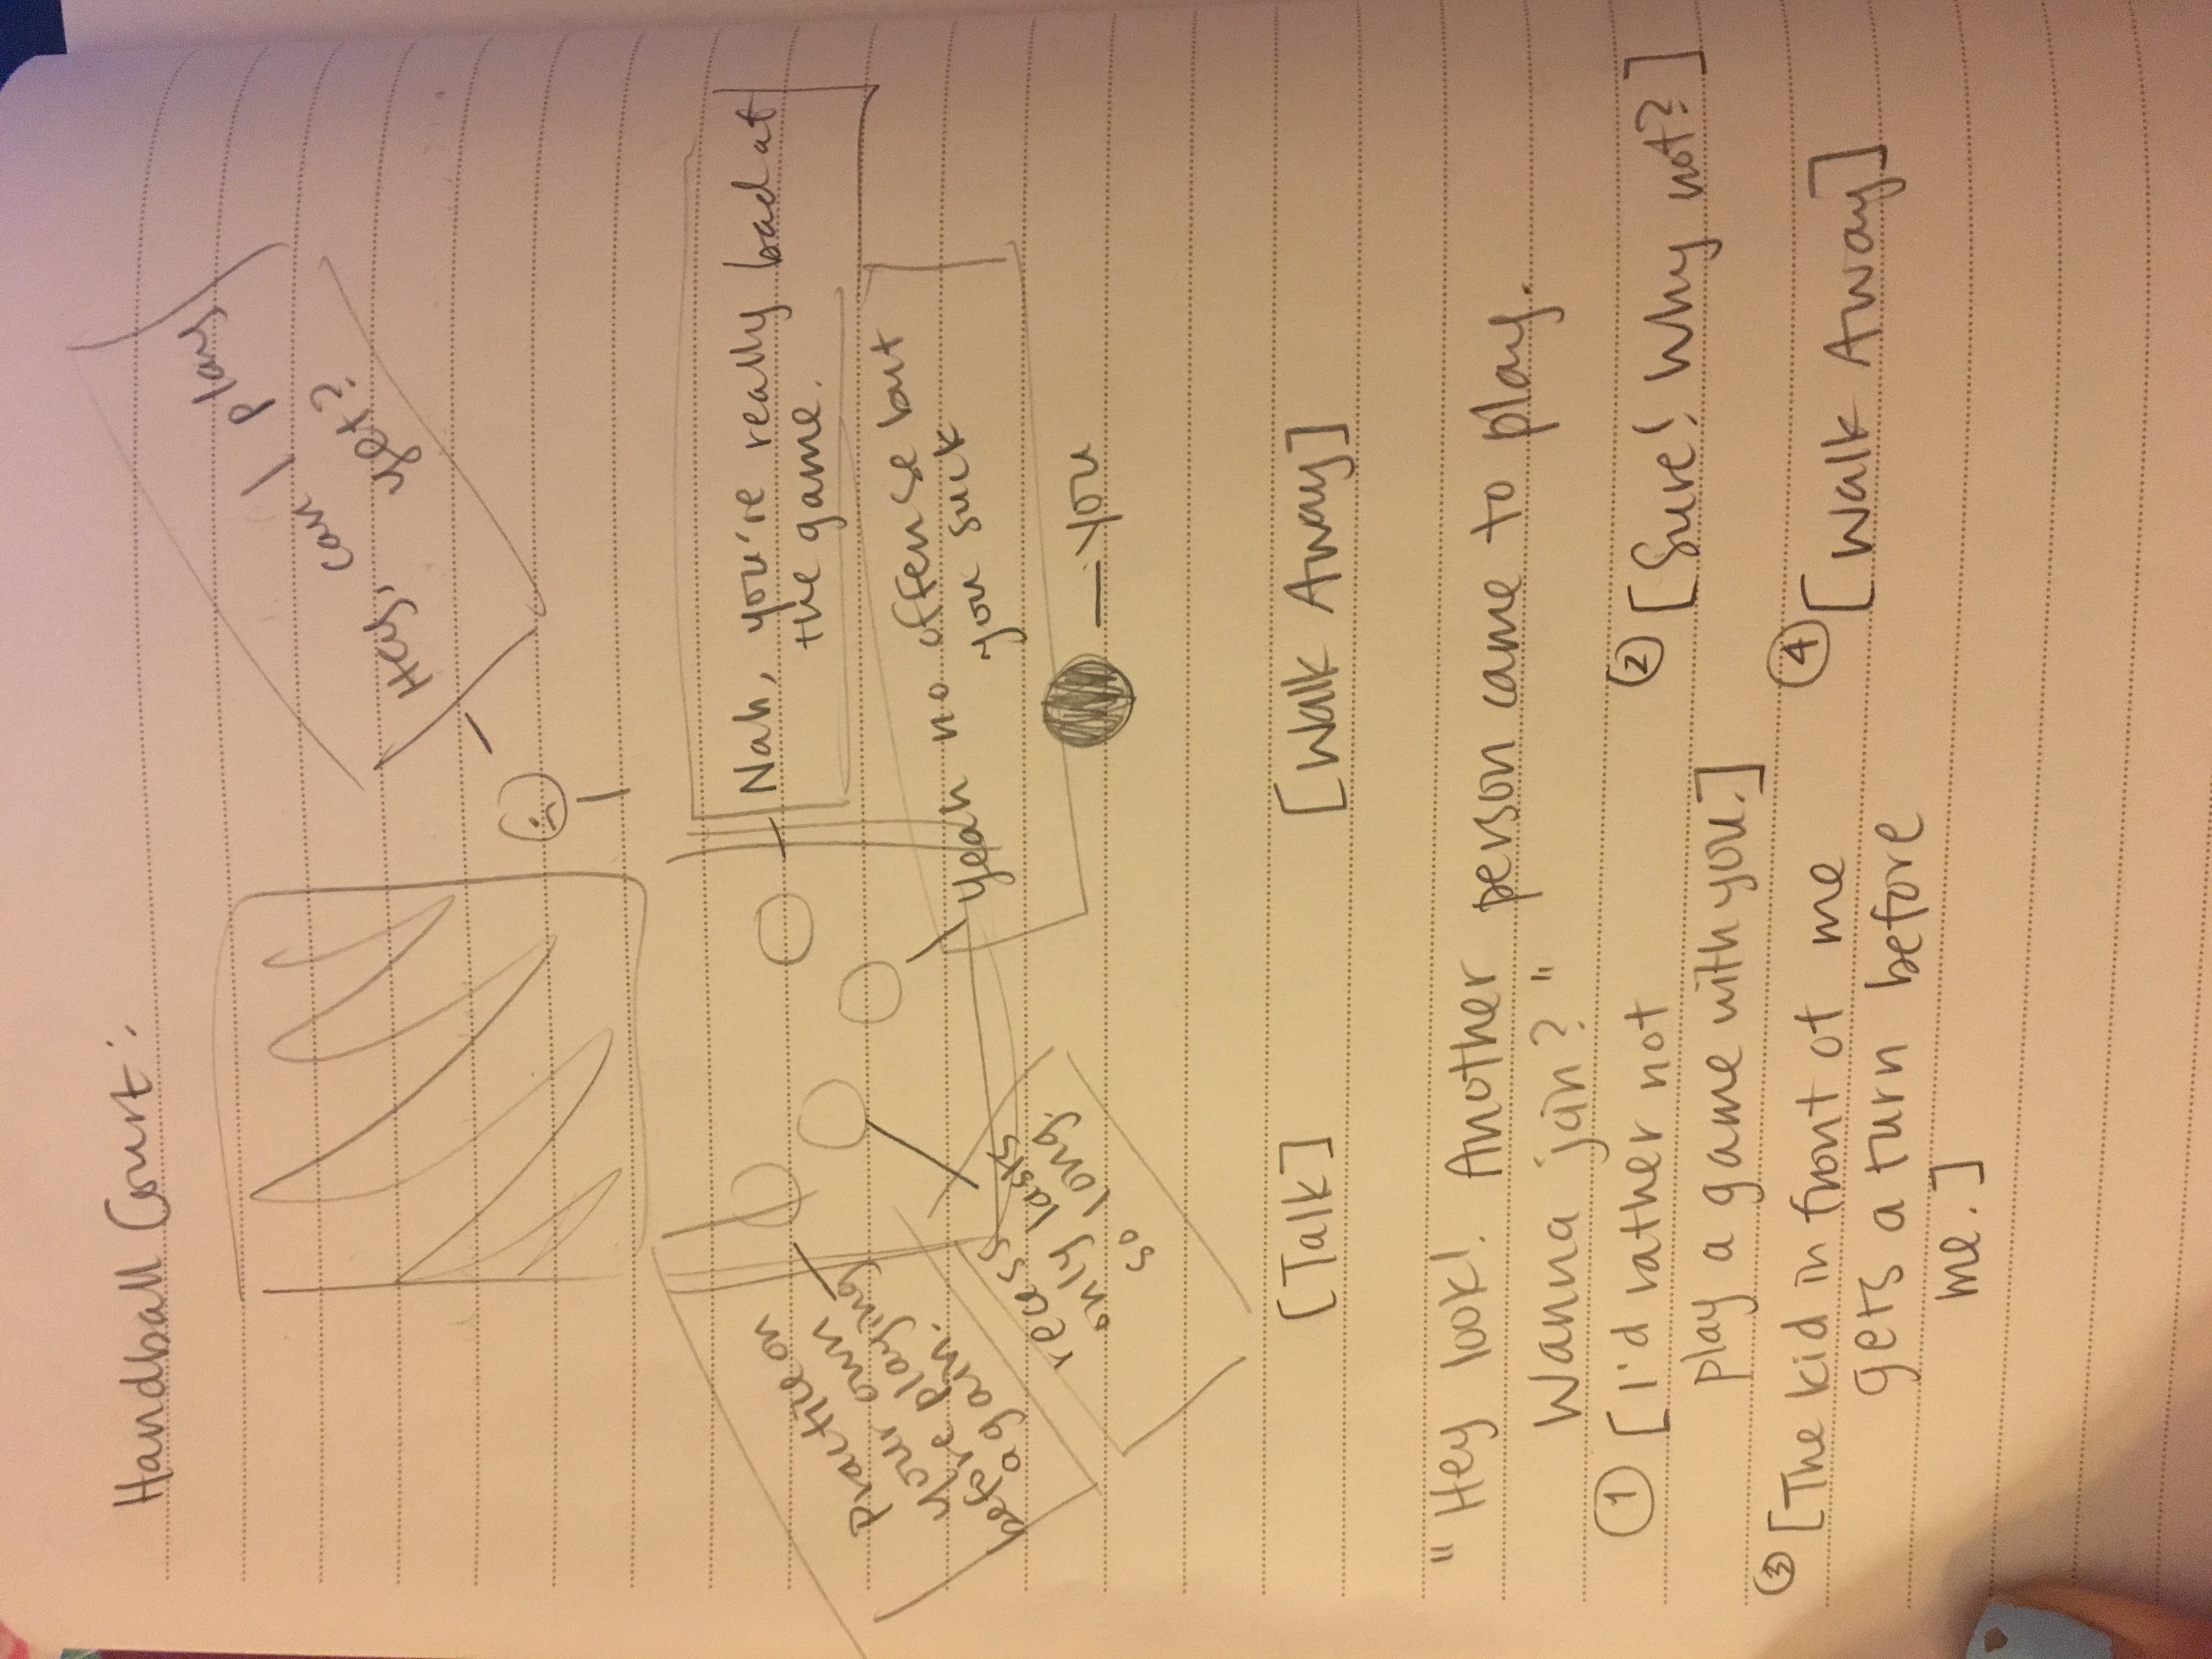 Handball Court:
Hey, can I play
yet?
Nah, you're really bad at
the game.
Practice on
your own
before playing
again.
Yeah no offense but
you suck
recess
only lasts
so long.
— you
[Talk]
[Walk Away]
"Hey look! Another person came to play.
Wanna join?"
① [I'd rather not
play a game with you.]
② [Sure! Why not?]
③ [The kid in front of me
gets a turn before
me.]
④ [Walk Away]